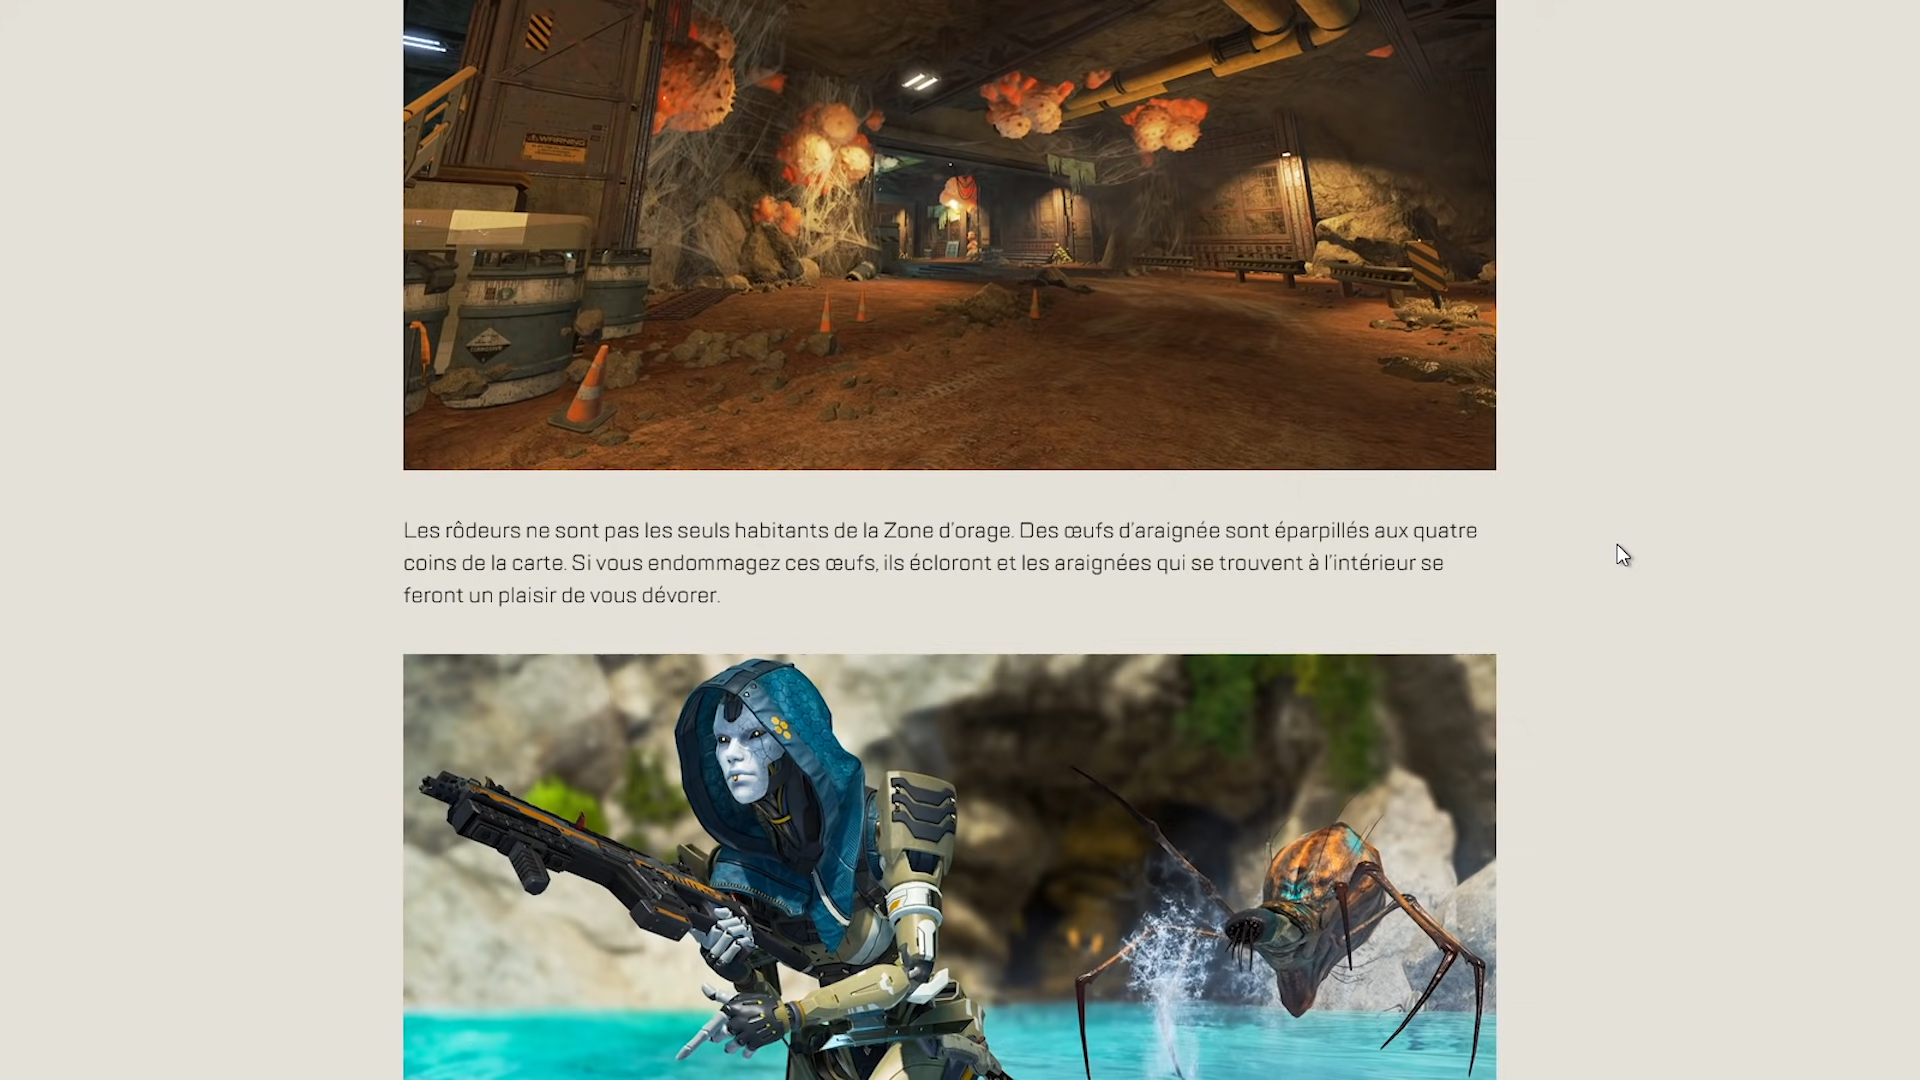 WARNING
CORROSIVE
Les rôdeurs ne sont pas les seuls habitants de la Zone d'orage. Des œufs d'araignée sont éparpillés aux quatre
coins de la carte. Si vous endommagez ces œufs, ils écloront et les araignées qui se trouvent à l'intérieur se
feront un plaisir de vous dévorer.